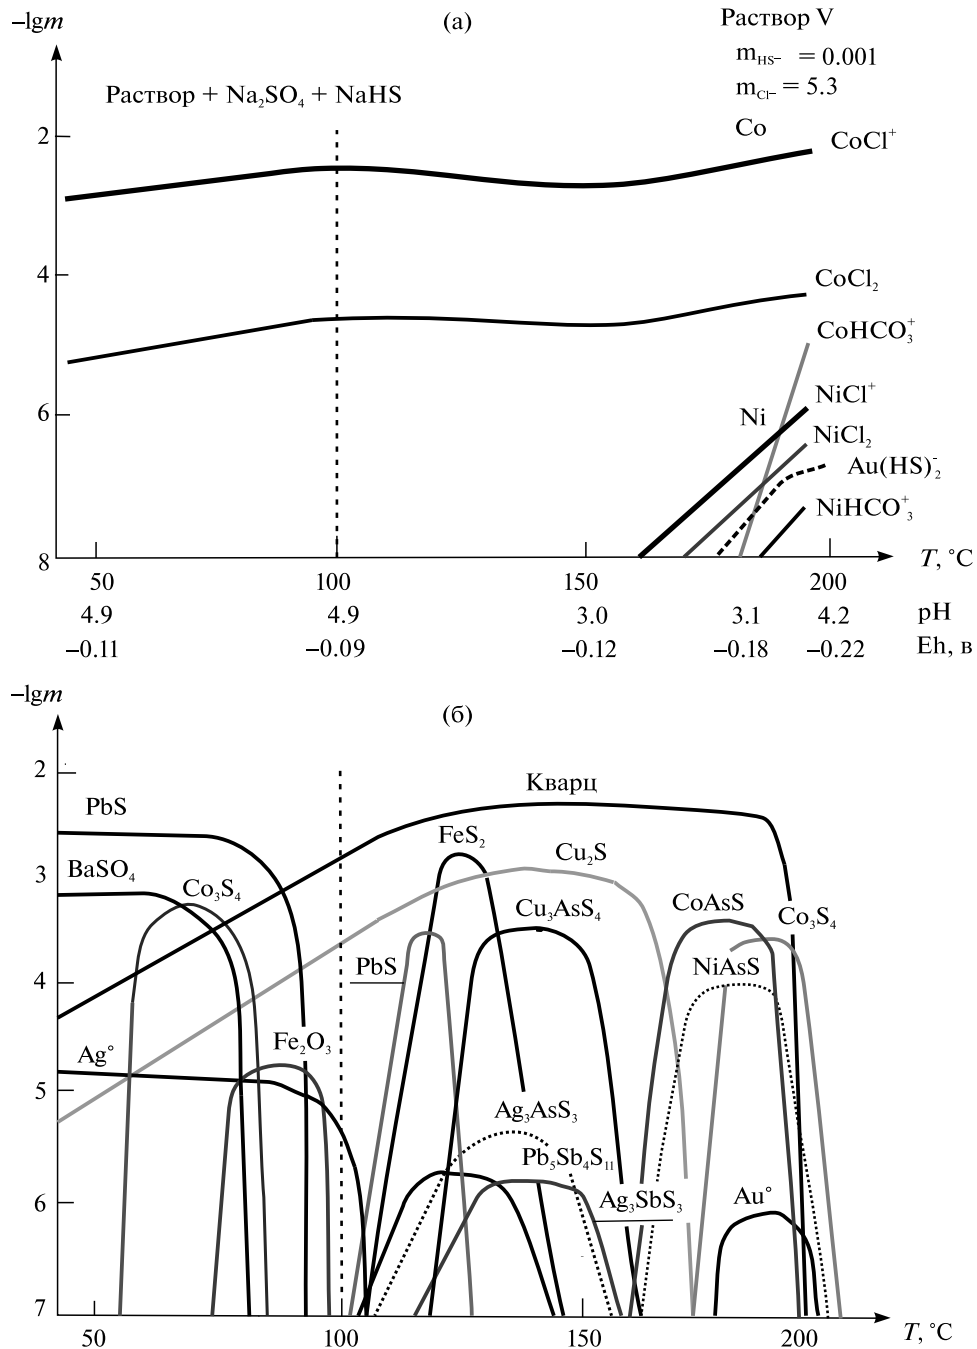 –lgm
(а)
Раствор V
m_HS– = 0.001
m_Cl– = 5.3
Раствор + Na₂SO₄ + NaHS
Co
CoCl⁺
2
4
CoCl₂
CoHCO₃⁺
NiCl⁺
6
Ni
NiCl₂
Au(HS)₂⁻
NiHCO₃⁺
8
T, °C
50 100 150 200
4.9 4.9 3.0 3.1 4.2 pH
–0.11 –0.09 –0.12 –0.18 –0.22 Eh, в
–lgm
(б)
2
Кварц
PbS
FeS₂
Cu₂S
3
BaSO₄
Co₃S₄
Cu₃AsS₄
CoAsS
Co₃S₄
PbS
NiAsS
4
Fe₂O₃
Ag°
5
Ag₃AsS₃
Pb₅Sb₄S₁₁
6
Ag₃SbS₃
Au°
7
50 100 150 200
T, °C